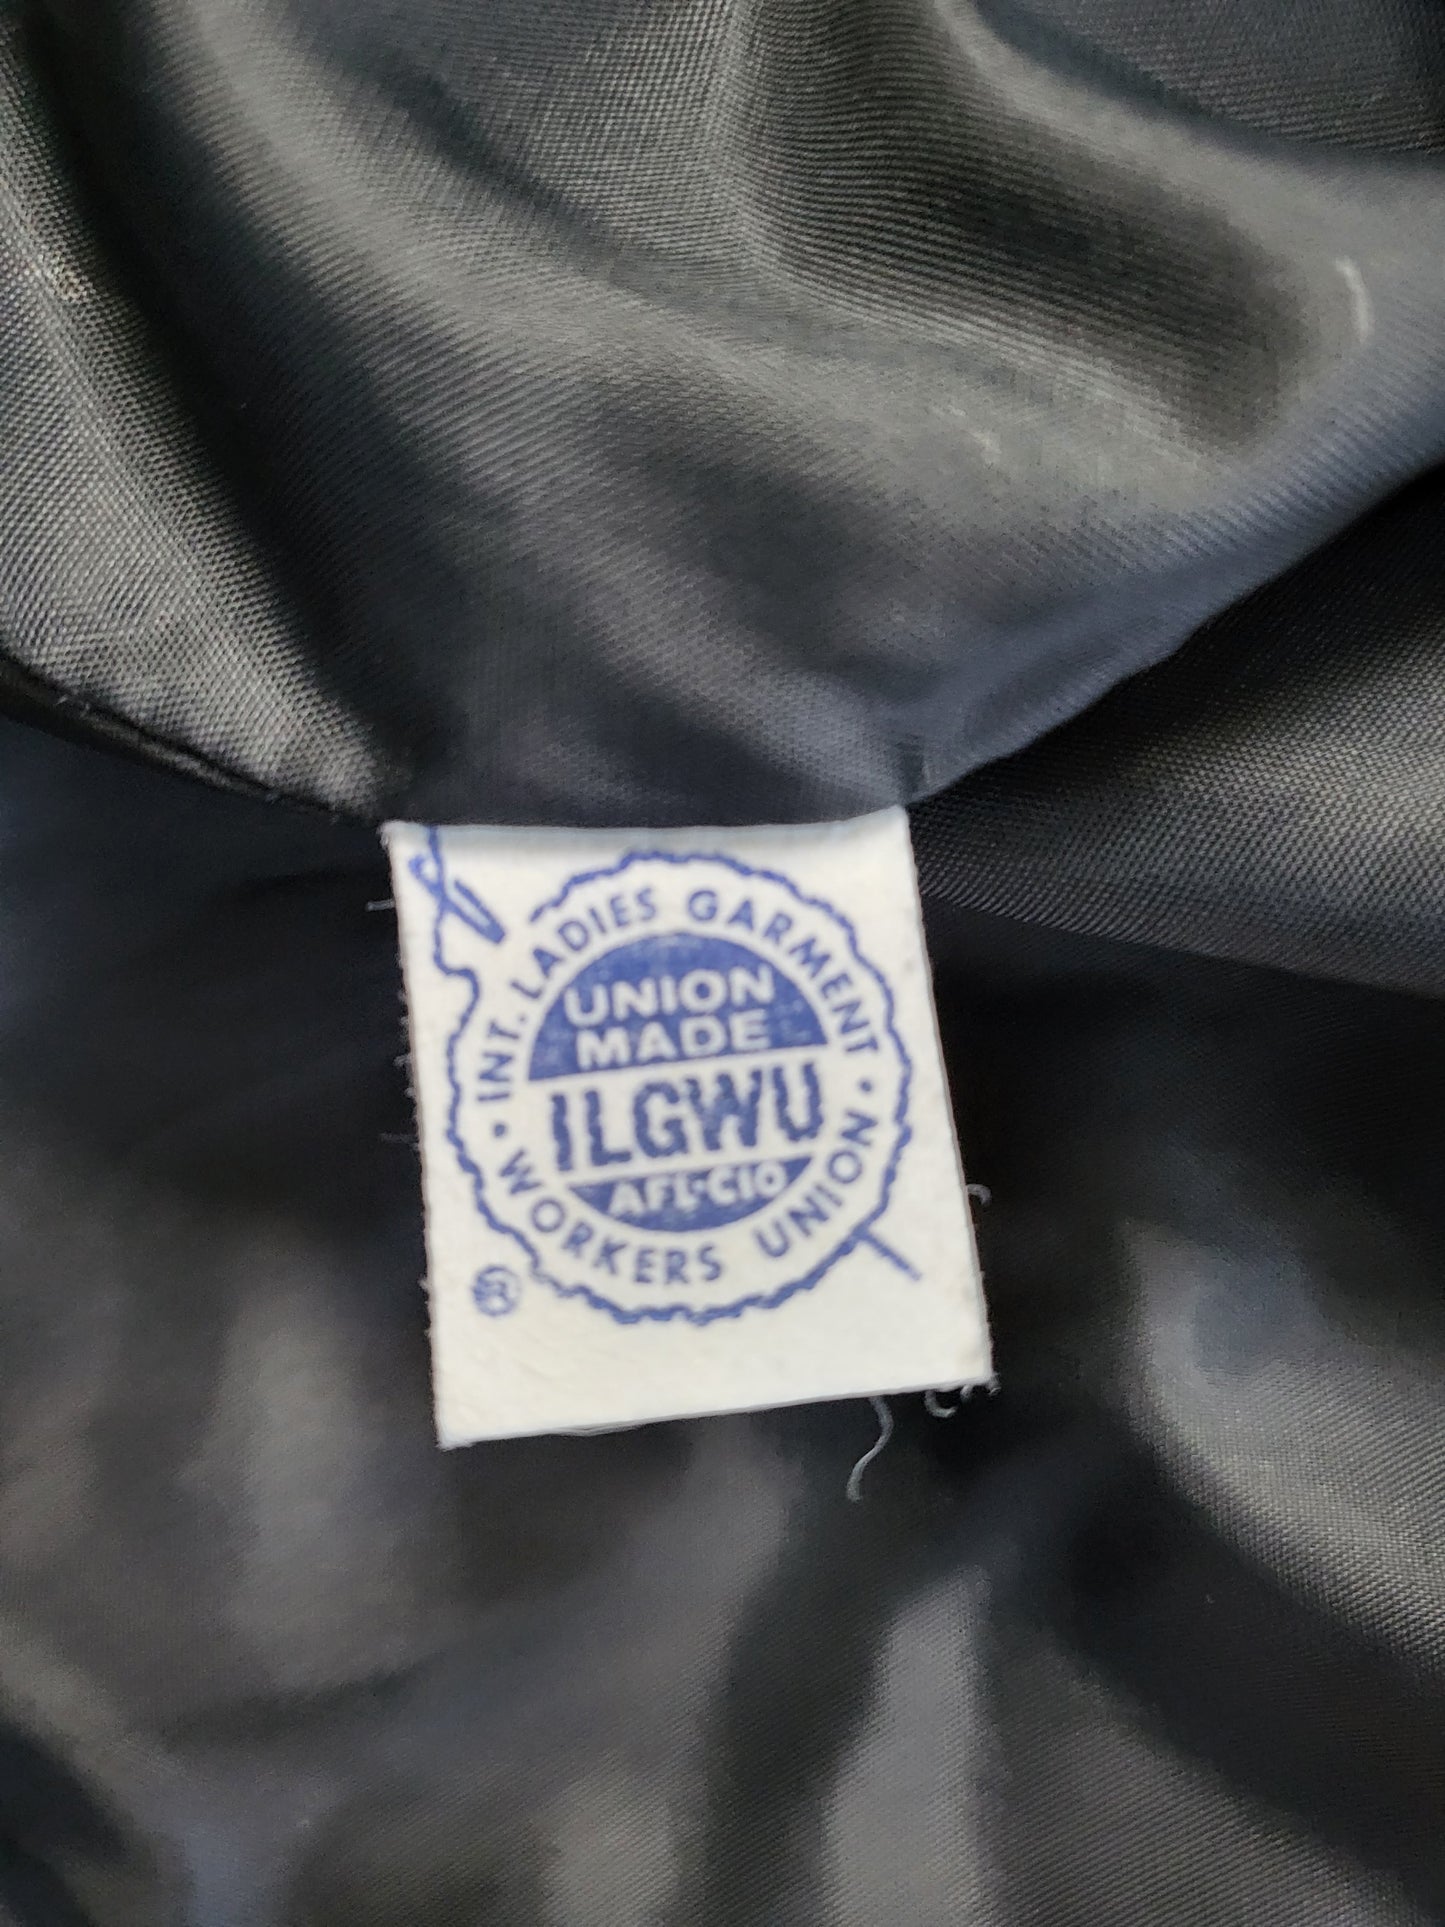 INT. LADIES GARMENT
UNION
MADE
ILGWU
AFL-CIO
WORKERS UNION
®